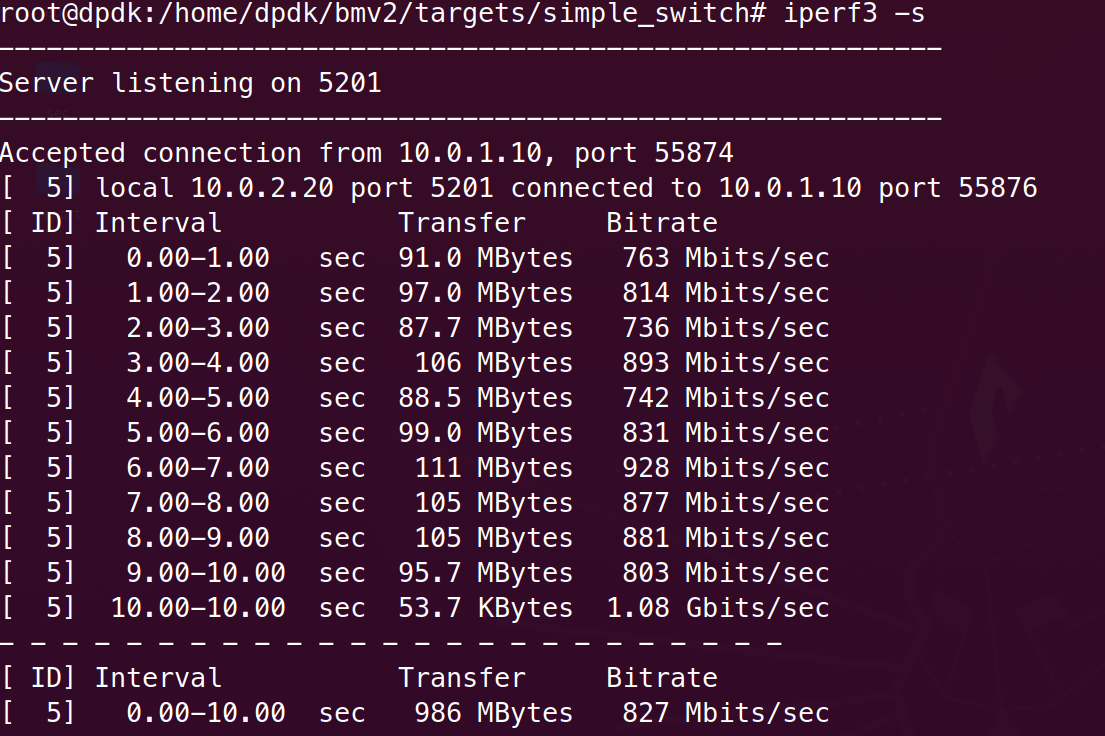 root@dpdk:/home/dpdk/bmv2/targets/simple_switch# iperf3 -s
-----------------------------------------------------------
Server listening on 5201
-----------------------------------------------------------
Accepted connection from 10.0.1.10, port 55874
[  5] local 10.0.2.20 port 5201 connected to 10.0.1.10 port 55876
[ ID] Interval           Transfer     Bitrate
[  5]   0.00-1.00   sec  91.0 MBytes   763 Mbits/sec
[  5]   1.00-2.00   sec  97.0 MBytes   814 Mbits/sec
[  5]   2.00-3.00   sec  87.7 MBytes   736 Mbits/sec
[  5]   3.00-4.00   sec   106 MBytes   893 Mbits/sec
[  5]   4.00-5.00   sec  88.5 MBytes   742 Mbits/sec
[  5]   5.00-6.00   sec  99.0 MBytes   831 Mbits/sec
[  5]   6.00-7.00   sec   111 MBytes   928 Mbits/sec
[  5]   7.00-8.00   sec   105 MBytes   877 Mbits/sec
[  5]   8.00-9.00   sec   105 MBytes   881 Mbits/sec
[  5]   9.00-10.00  sec  95.7 MBytes   803 Mbits/sec
[  5]  10.00-10.00  sec  53.7 KBytes  1.08 Gbits/sec
- - - - - - - - - - - - - - - - - - - - - - - - -
[ ID] Interval           Transfer     Bitrate
[  5]   0.00-10.00  sec   986 MBytes   827 Mbits/sec